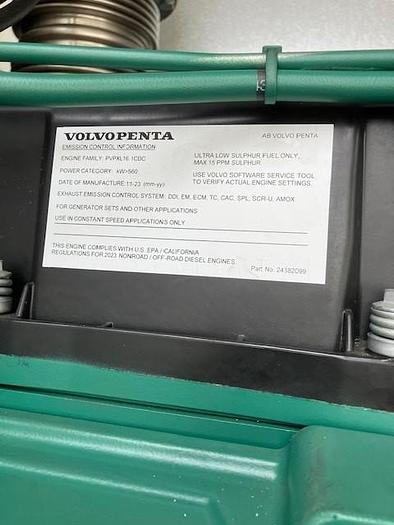 VOLVO PENTA
AB VOLVO PENTA
EMISSION CONTROL INFORMATION
ENGINE FAMILY: PVPXL16.1CDC
ULTRA LOW SULPHUR FUEL ONLY,
MAX 15 PPM SULPHUR
POWER CATEGORY: kW>560
USE VOLVO SOFTWARE SERVICE TOOL
TO VERIFY ACTUAL ENGINE SETTINGS.
DATE OF MANUFACTURE: 11-23 (mm-yy)
EXHAUST EMISSION CONTROL SYSTEM: DDI, EM, ECM, TC, CAC, SPL, SCR-U, AMOX
FOR GENERATOR SETS AND OTHER APPLICATIONS
USE IN CONSTANT SPEED APPLICATIONS ONLY
THIS ENGINE COMPLIES WITH U.S. EPA / CALIFORNIA
REGULATIONS FOR 2023 NONROAD / OFF-ROAD DIESEL ENGINES.
Part No. 24382099